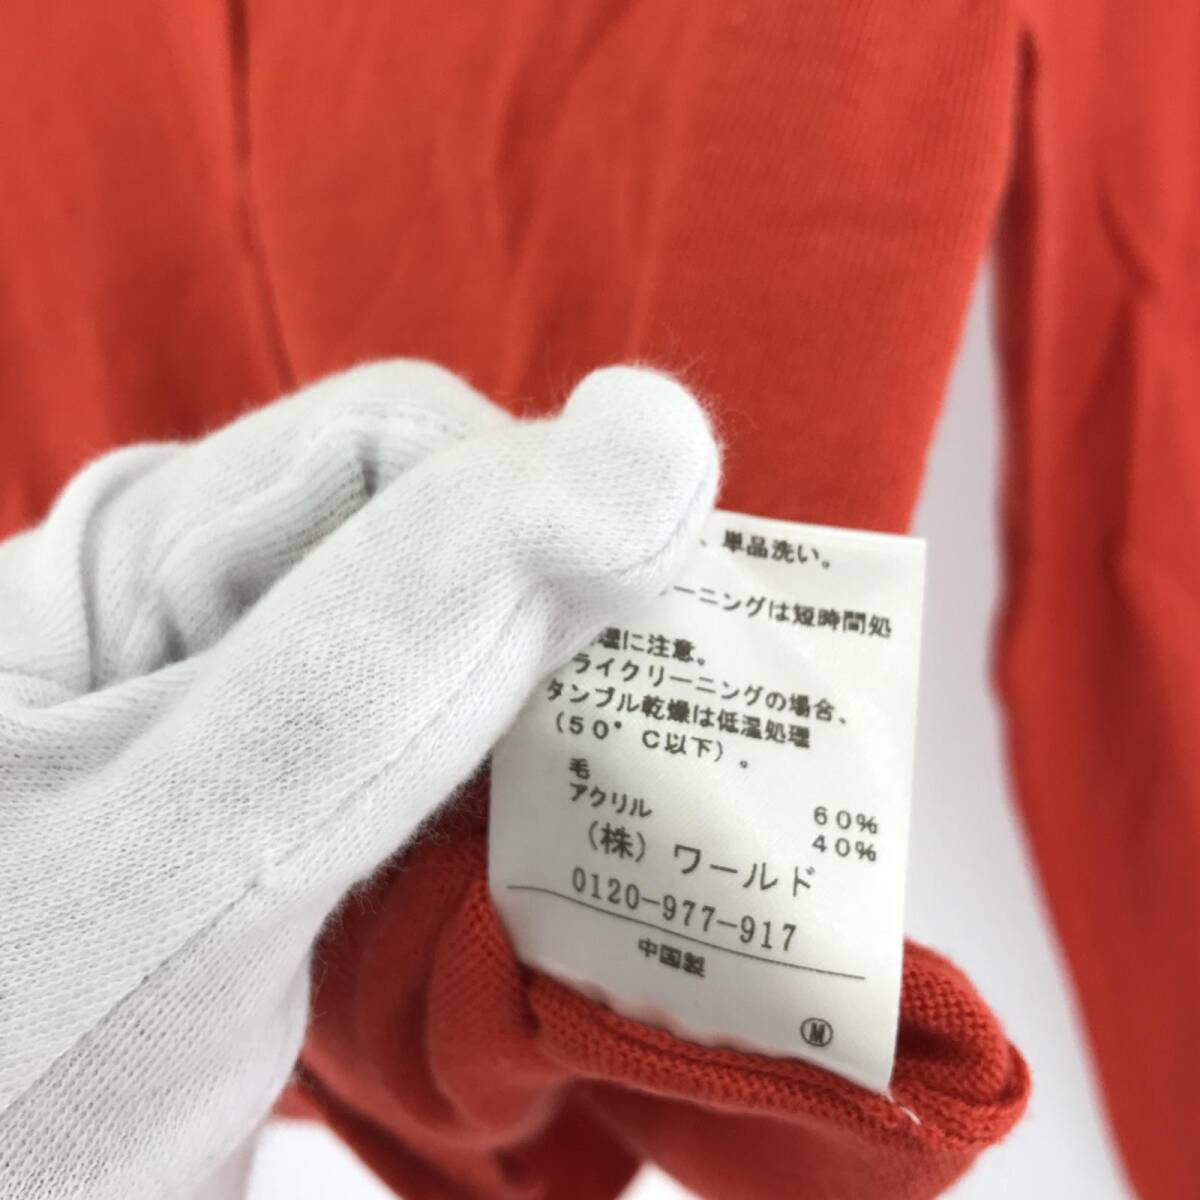 、単品洗い。
ーニングは短時間処
理に注意。
ライクリーニングの場合、
タンブル乾燥は低温処理
（50°C以下）。
毛 60%
アクリル 40%
（株）ワールド
0120-977-917
中国製
Ⓜ